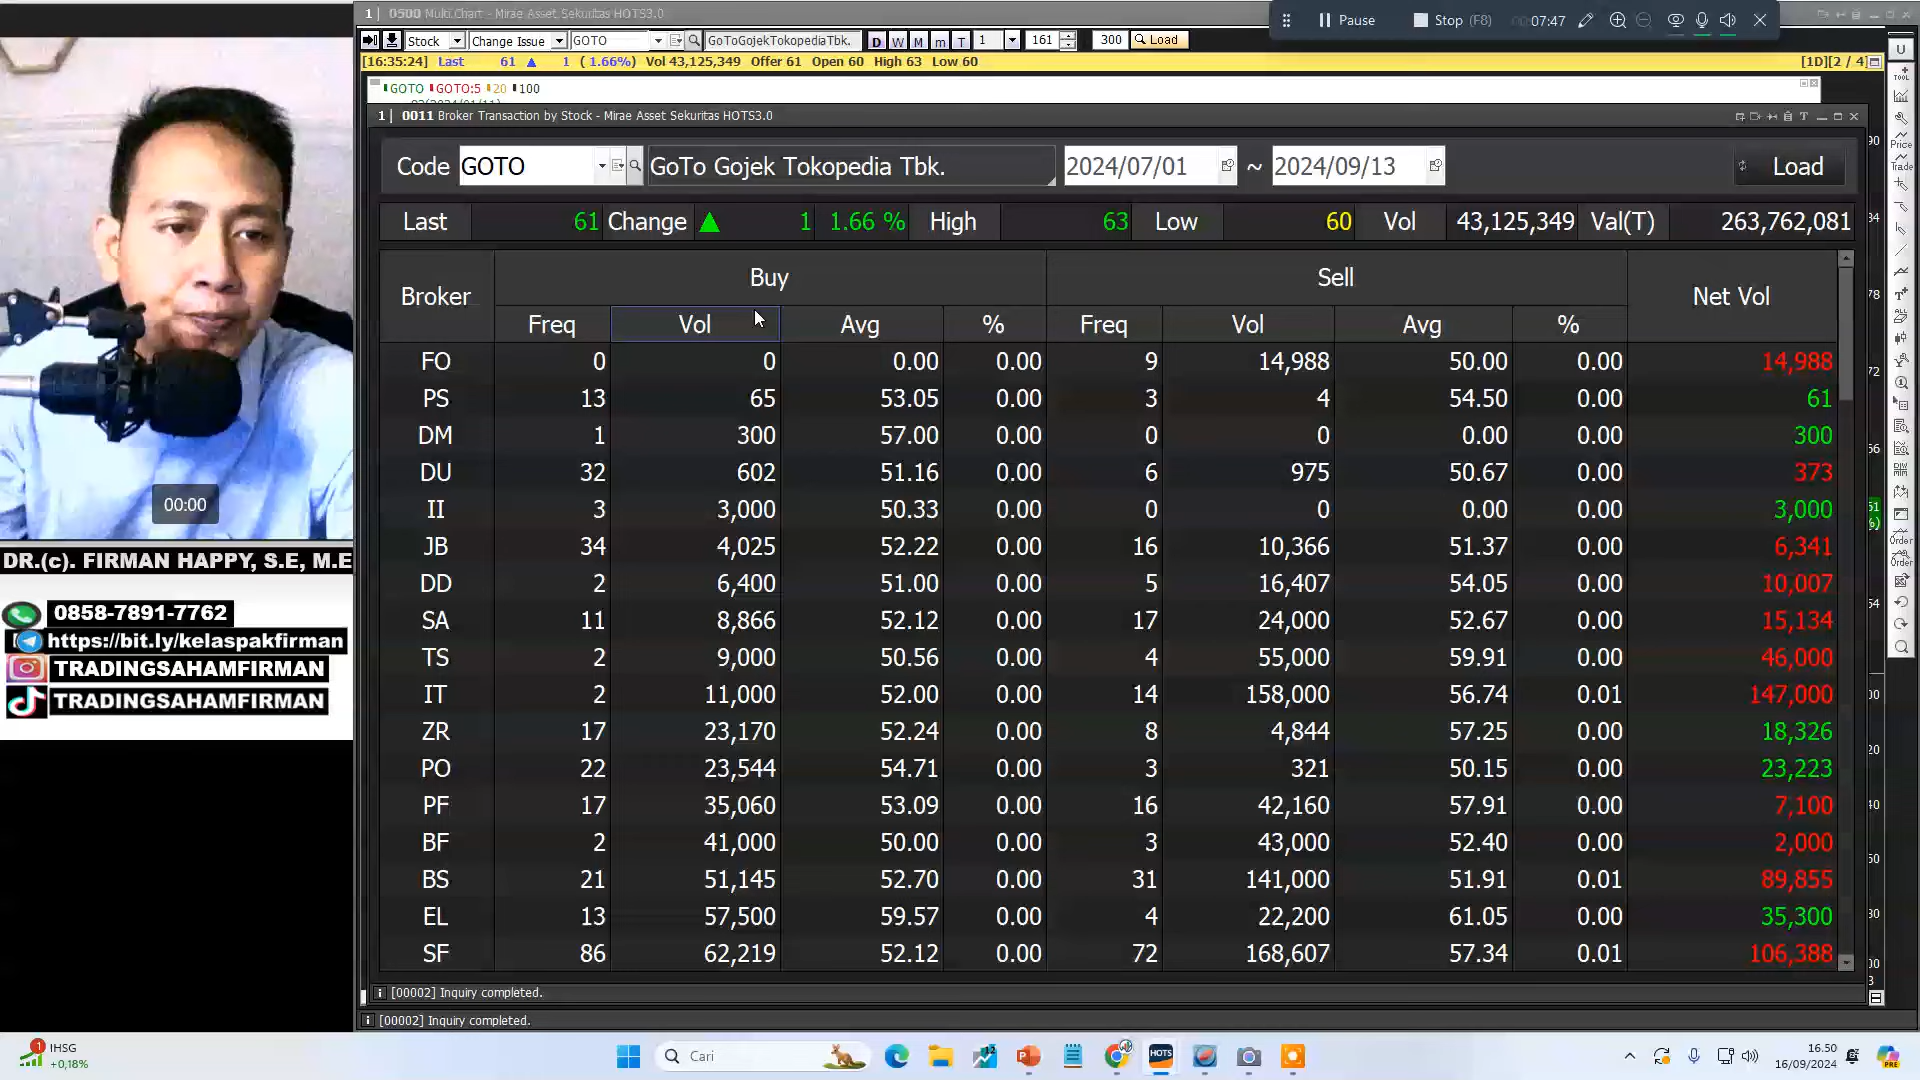 1 | 0500 Multi Chart - Mirae Asset Sekuritas HOTS3.0
Pause
Stop (F8)
00:07:47
Stock
Change Issue
GOTO
GoToGojekTokopediaTbk.
D W M m T 1 161 300 Load
[16:35:24] Last 61 ▲ 1 ( 1.66%) Vol 43,125,349 Offer 61 Open 60 High 63 Low 60
[1D][2 / 4]
GOTO GOTO:5 20 100
1 | 0011 Broker Transaction by Stock - Mirae Asset Sekuritas HOTS3.0
Code GOTO GoTo Gojek Tokopedia Tbk. 2024/07/01 ~ 2024/09/13 Load
Last 61 Change ▲ 1 1.66 % High 63 Low 60 Vol 43,125,349 Val(T) 263,762,081
Broker Buy Sell Net Vol
Freq Vol Avg % Freq Vol Avg %
FO 0 0 0.00 0.00 9 14,988 50.00 0.00 14,988
PS 13 65 53.05 0.00 3 4 54.50 0.00 61
DM 1 300 57.00 0.00 0 0 0.00 0.00 300
DU 32 602 51.16 0.00 6 975 50.67 0.00 373
II 3 3,000 50.33 0.00 0 0 0.00 0.00 3,000
JB 34 4,025 52.22 0.00 16 10,366 51.37 0.00 6,341
DD 2 6,400 51.00 0.00 5 16,407 54.05 0.00 10,007
SA 11 8,866 52.12 0.00 17 24,000 52.67 0.00 15,134
TS 2 9,000 50.56 0.00 4 55,000 59.91 0.00 46,000
IT 2 11,000 52.00 0.00 14 158,000 56.74 0.01 147,000
ZR 17 23,170 52.24 0.00 8 4,844 57.25 0.00 18,326
PO 22 23,544 54.71 0.00 3 321 50.15 0.00 23,223
PF 17 35,060 53.09 0.00 16 42,160 57.91 0.00 7,100
BF 2 41,000 50.00 0.00 3 43,000 52.40 0.00 2,000
BS 21 51,145 52.70 0.00 31 141,000 51.91 0.01 89,855
EL 13 57,500 59.57 0.00 4 22,200 61.05 0.00 35,300
SF 86 62,219 52.12 0.00 72 168,607 57.34 0.01 106,388
[00002] Inquiry completed.
[00002] Inquiry completed.
00:00
DR.(c). FIRMAN HAPPY, S.E, M.E
0858-7891-7762
https://bit.ly/kelaspakfirman
TRADINGSAHAMFIRMAN
TRADINGSAHAMFIRMAN
U
TOOL
Price
Trade
Order
Order
1
IHSG
+0,18%
Cari
HOTS
16.50
16/09/2024
PRE